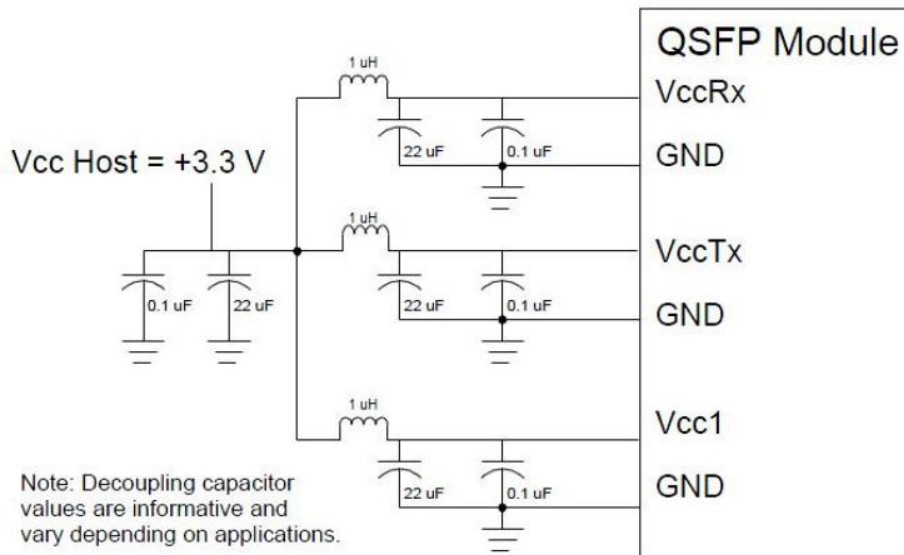 QSFP Module
1 uH
VccRx
22 uF
0.1 uF
GND
Vcc Host = +3.3 V
1 uH
VccTx
0.1 uF
22 uF
22 uF
0.1 uF
GND
1 uH
Vcc1
22 uF
0.1 uF
GND
Note: Decoupling capacitor
values are informative and
vary depending on applications.